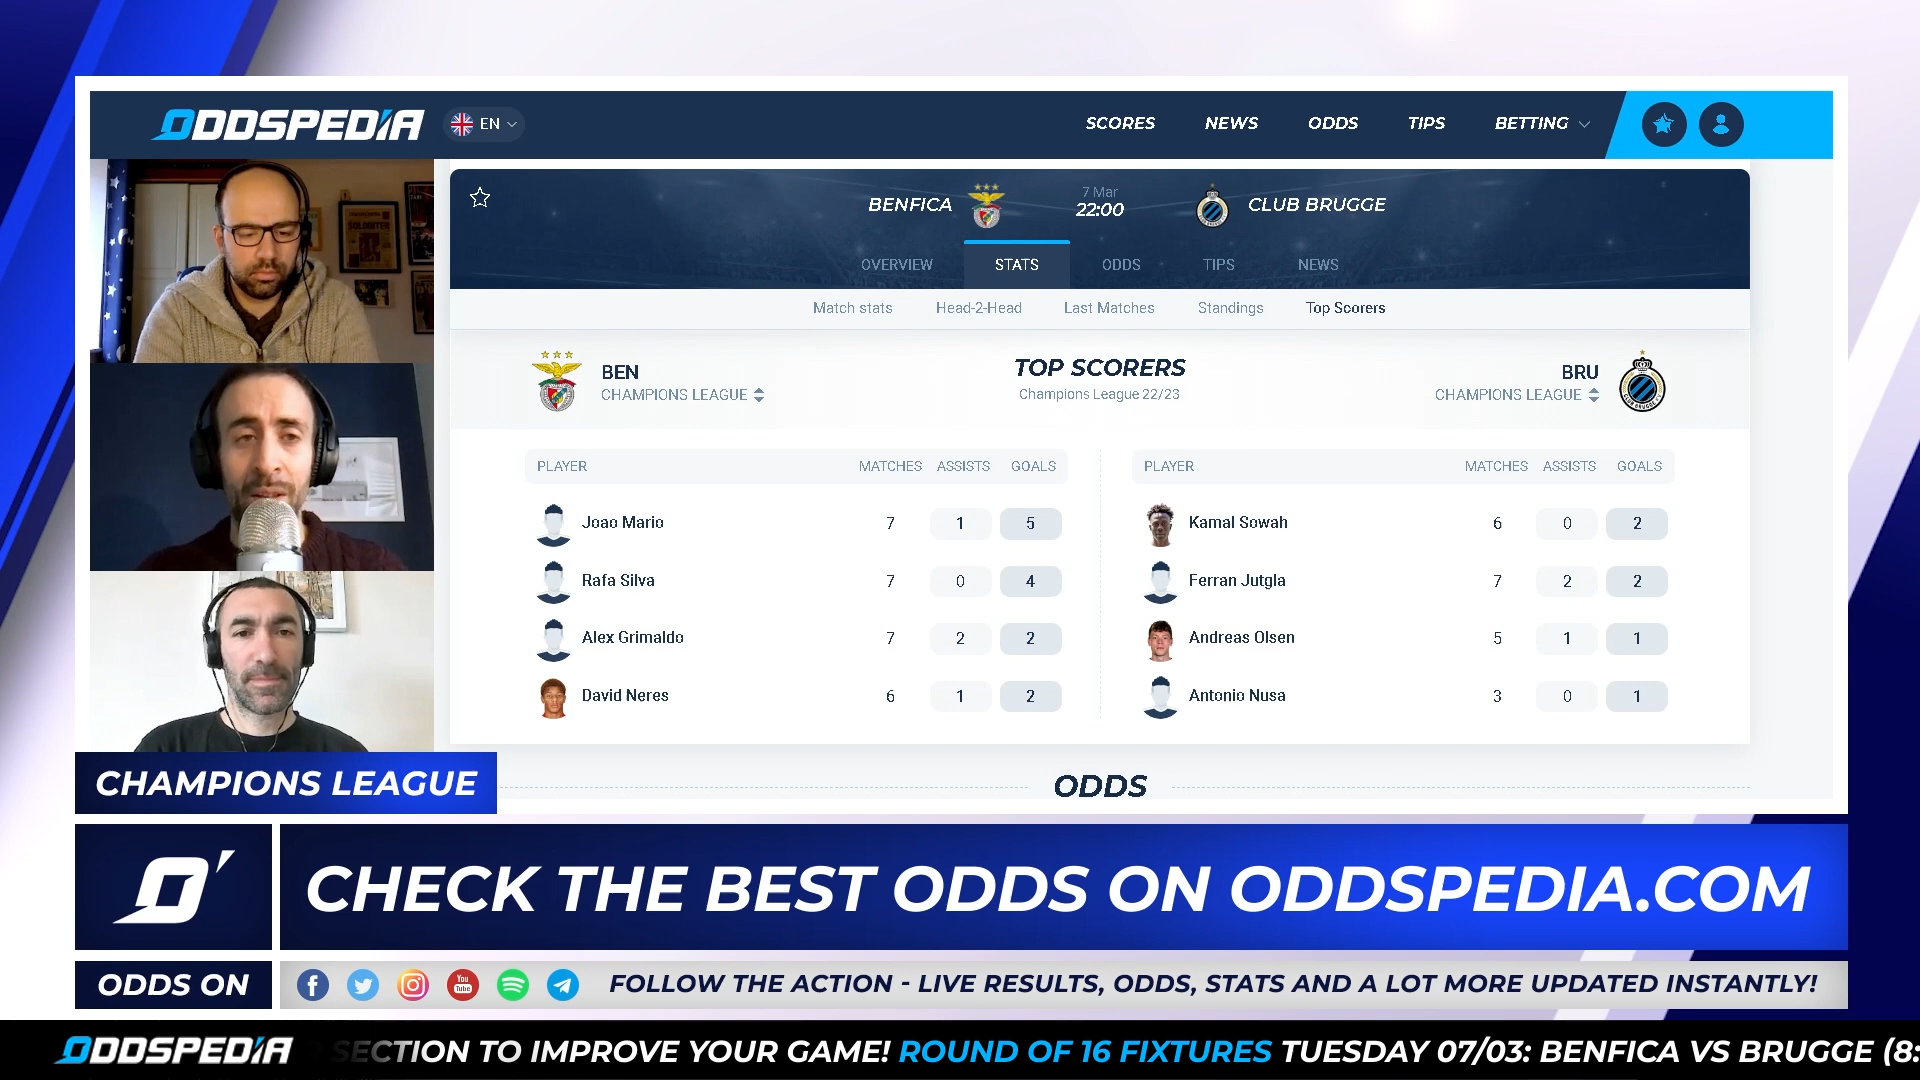 ODDSPEDIA EN SCORES NEWS ODDS TIPS BETTING
BENFICA 7 Mar 22:00 CLUB BRUGGE
OVERVIEW STATS ODDS TIPS NEWS
Match stats Head-2-Head Last Matches Standings Top Scorers
BEN TOP SCORERS BRU
CHAMPIONS LEAGUE Champions League 22/23 CHAMPIONS LEAGUE
PLAYER MATCHES ASSISTS GOALS PLAYER MATCHES ASSISTS GOALS
Joao Mario 7 1 5 Kamal Sowah 6 0 2
Rafa Silva 7 0 4 Ferran Jutgla 7 2 2
Alex Grimaldo 7 2 2 Andreas Olsen 5 1 1
David Neres 6 1 2 Antonio Nusa 3 0 1
CHAMPIONS LEAGUE ODDS
O' CHECK THE BEST ODDS ON ODDSPEDIA.COM
ODDS ON You Tube FOLLOW THE ACTION - LIVE RESULTS, ODDS, STATS AND A LOT MORE UPDATED INSTANTLY!
ODDSPEDIA SECTION TO IMPROVE YOUR GAME! ROUND OF 16 FIXTURES TUESDAY 07/03: BENFICA VS BRUGGE (8: